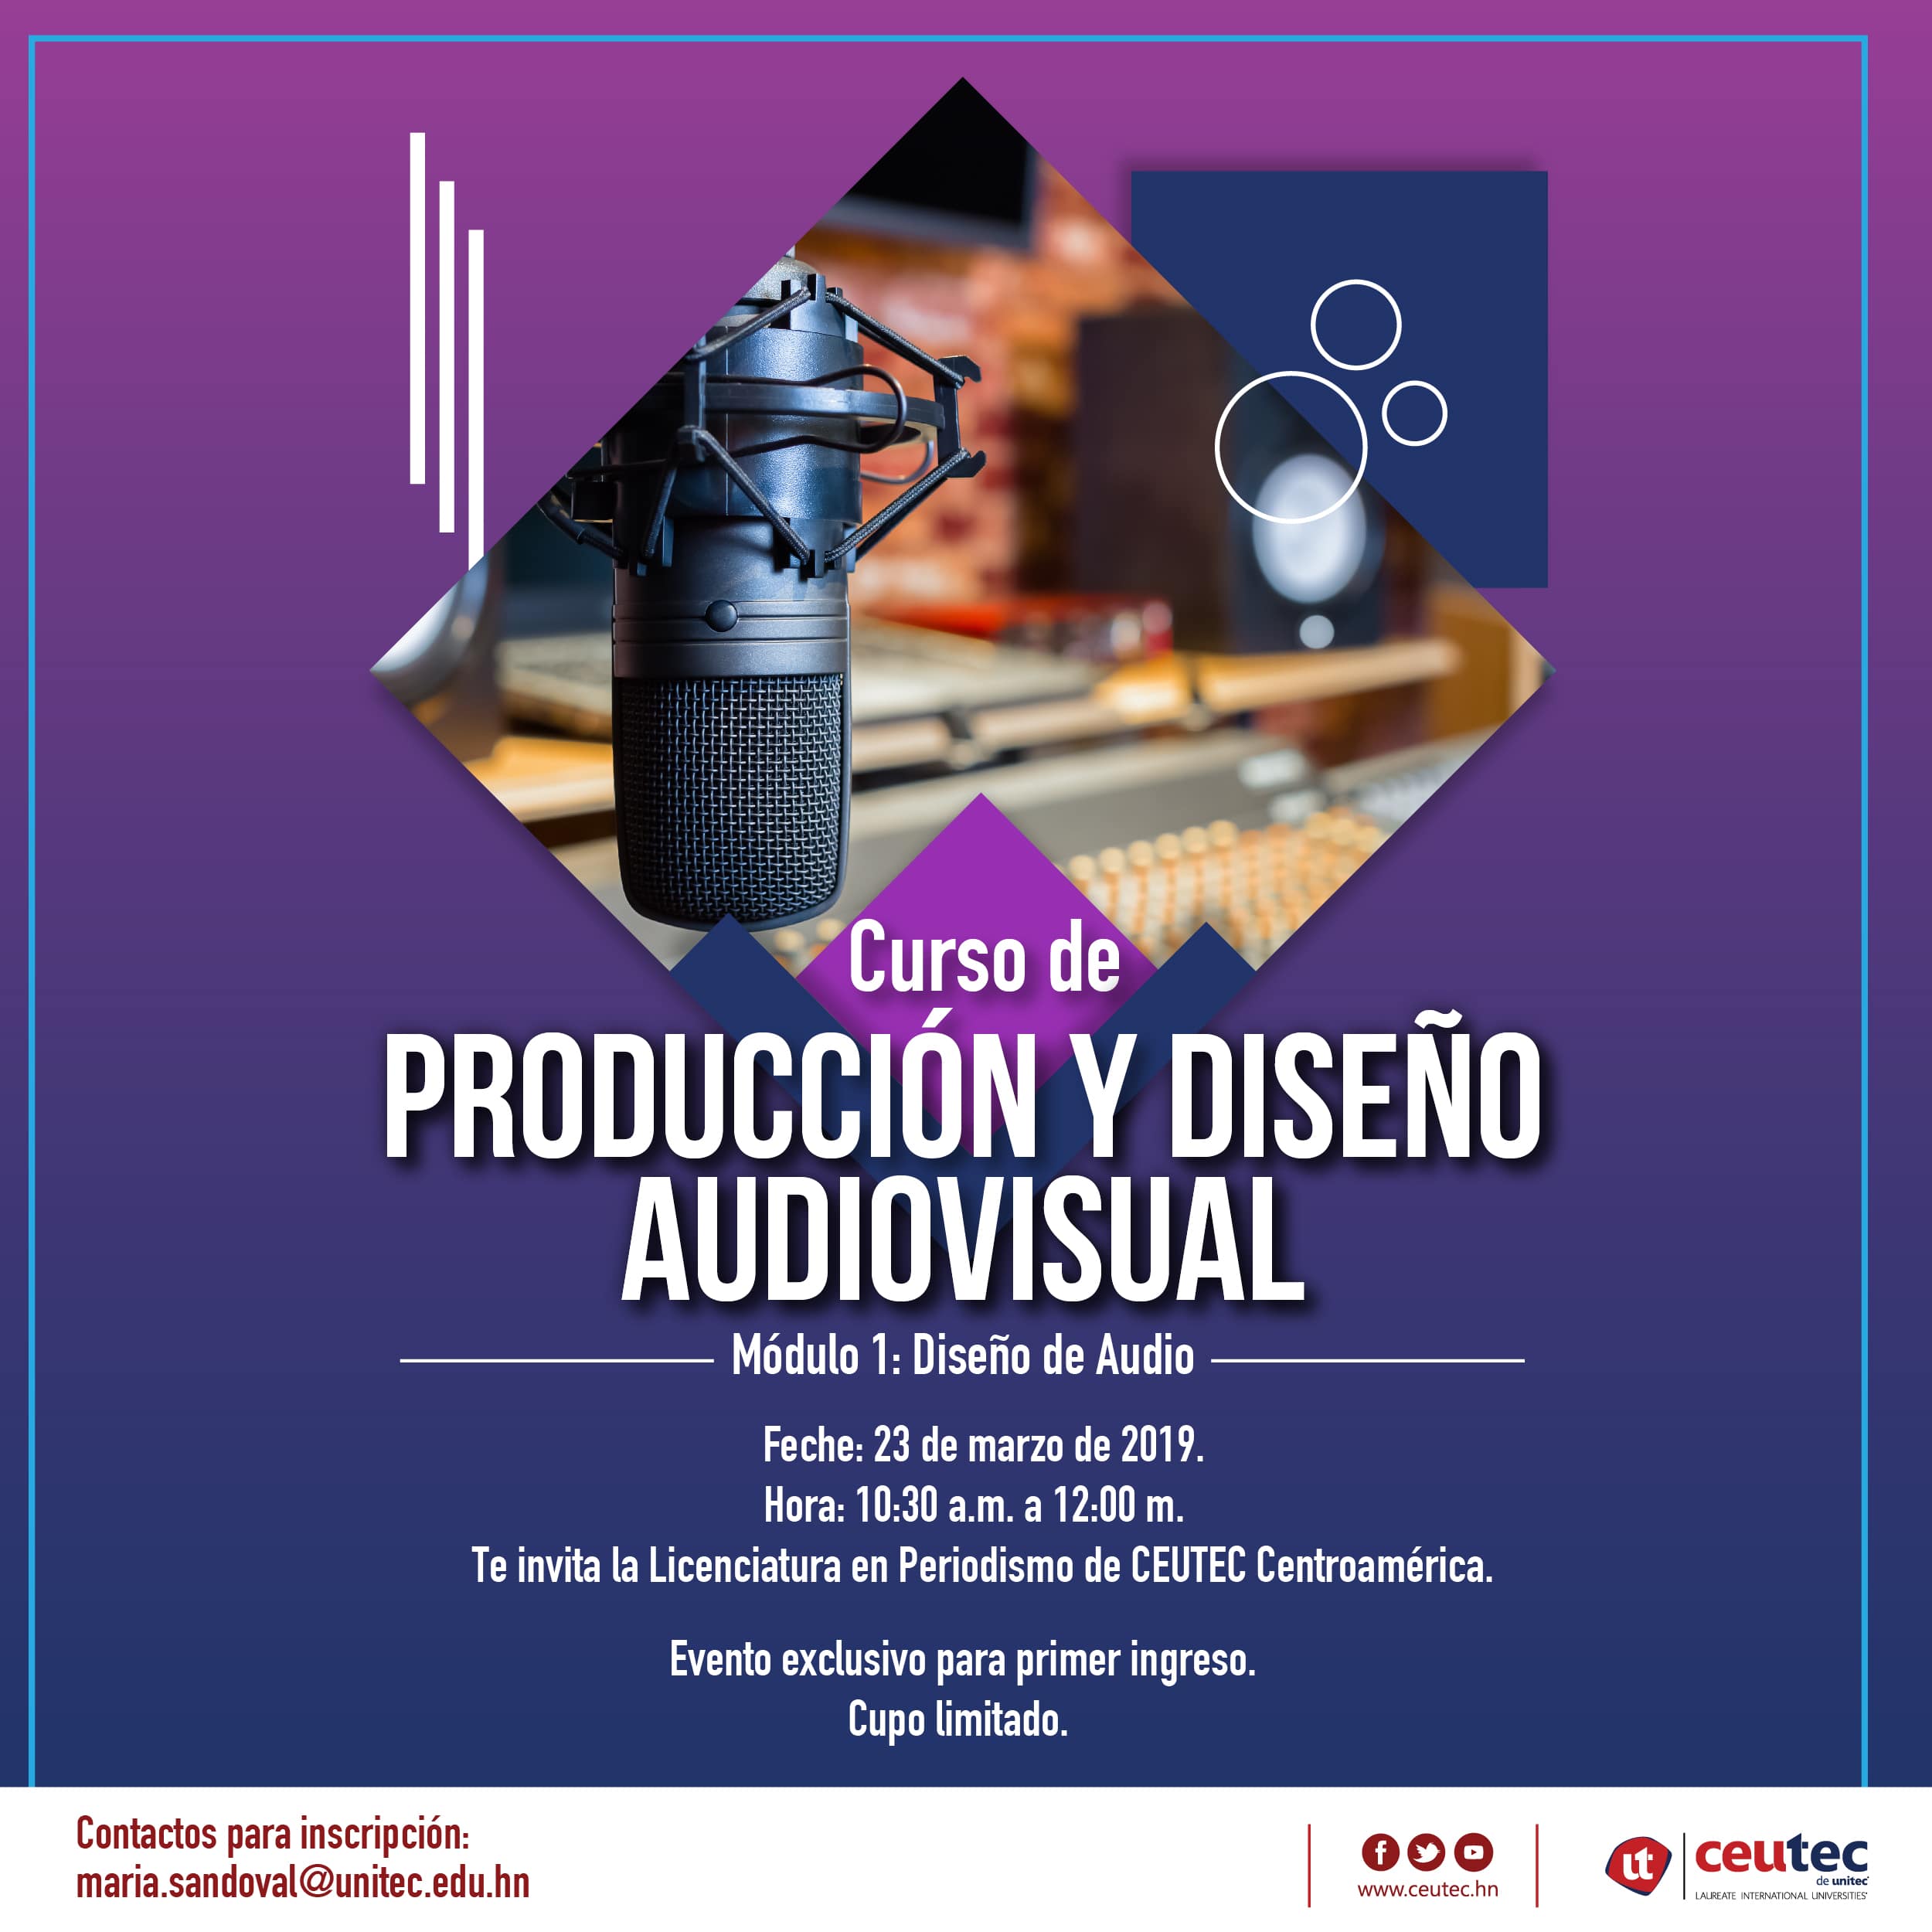 Curso de
PRODUCCIÓN Y DISEÑO
AUDIOVISUAL
Módulo 1: Diseño de Audio
Feche: 23 de marzo de 2019.
Hora: 10:30 a.m. a 12:00 m.
Te invita la Licenciatura en Periodismo de CEUTEC Centroamérica.
Evento exclusivo para primer ingreso.
Cupo limitado.
Contactos para inscripción:
maria.sandoval@unitec.edu.hn
www.ceutec.hn
ut
ceutec
de unitec
LAUREATE INTERNATIONAL UNIVERSITIES